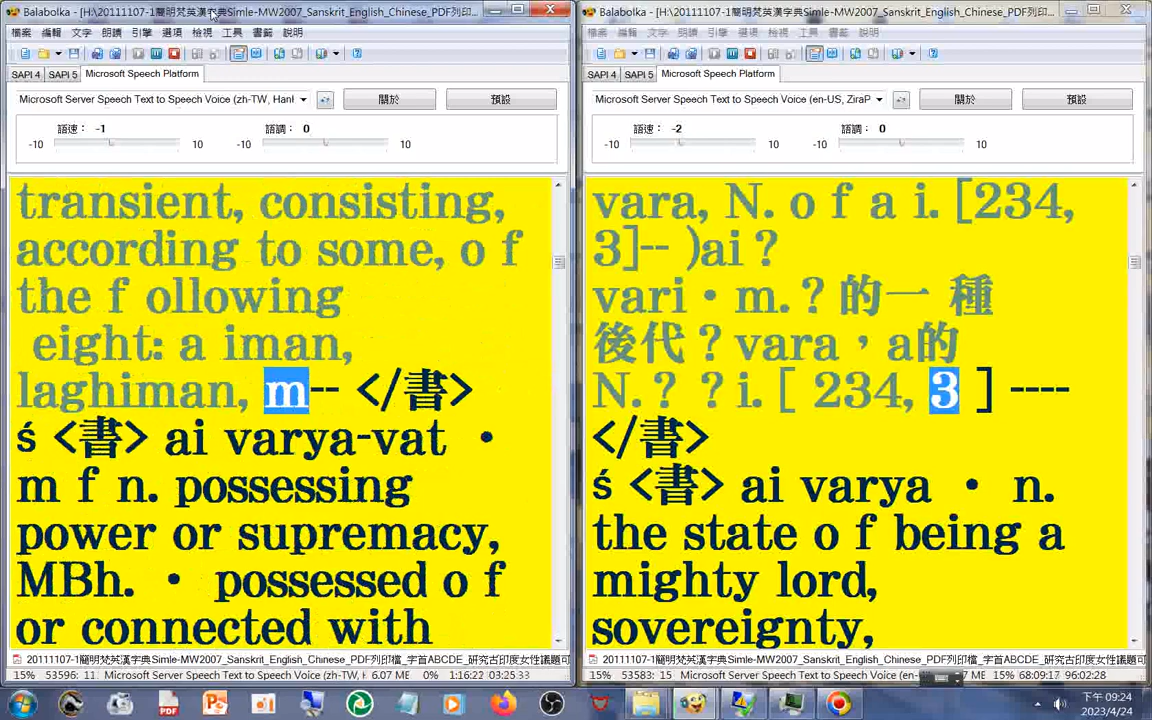 Balabolka - [H:\20111107-1簡明梵英漢字典Simle-MW2007_Sanskrit_English_Chinese_PDF列印...
檔案 編輯 文字 朗讀 引擎 選項 檢視 工具 書籤 說明
SAPI 4 SAPI 5 Microsoft Speech Platform
Microsoft Server Speech Text to Speech Voice (zh-TW, Hanl 關於 預設
語速: -1 語調: 0
-10 10 -10 10
transient, consisting,
according to some, o f
the f ollowing
eight: a iman,
laghiman, m-- </書>
ś <書> ai varya-vat •
m f n. possessing
power or supremacy,
MBh. • possessed o f
or connected with
20111107-1簡明梵英漢字典Simle-MW2007_Sanskrit_English_Chinese_PDF列印檔_字首ABCDE_研究古印度女性議題可
15% 53596: 11 Microsoft Server Speech Text to Speech Voice (zh-TW, 6.07 MB 0% 1:16:22 03:25:33
Balabolka - [H:\20111107-1簡明梵英漢字典Simle-MW2007_Sanskrit_English_Chinese_PDF列印...
檔案 編輯 文字 朗讀 引擎 選項 檢視 工具 書籤 說明
SAPI 4 SAPI 5 Microsoft Speech Platform
Microsoft Server Speech Text to Speech Voice (en-US, ZiraP 關於 預設
語速: -2 語調: 0
-10 10 -10 10
vara, N. o f a i. [234,
3]-- )ai ?
vari • m. ? 的一 種
後代 ? vara , a的
N. ? ? i. [ 234, 3 ] ----
</書>
ś <書> ai varya • n.
the state o f being a
mighty lord,
sovereignty,
20111107-1簡明梵英漢字典Simle-MW2007_Sanskrit_English_Chinese_PDF列印檔_字首ABCDE_研究古印度女性議題可
15% 53583: 15 Microsoft Server Speech Text to Speech 15% 68:09:17 96:02:28
PDF
下午 09:24
2023/4/24